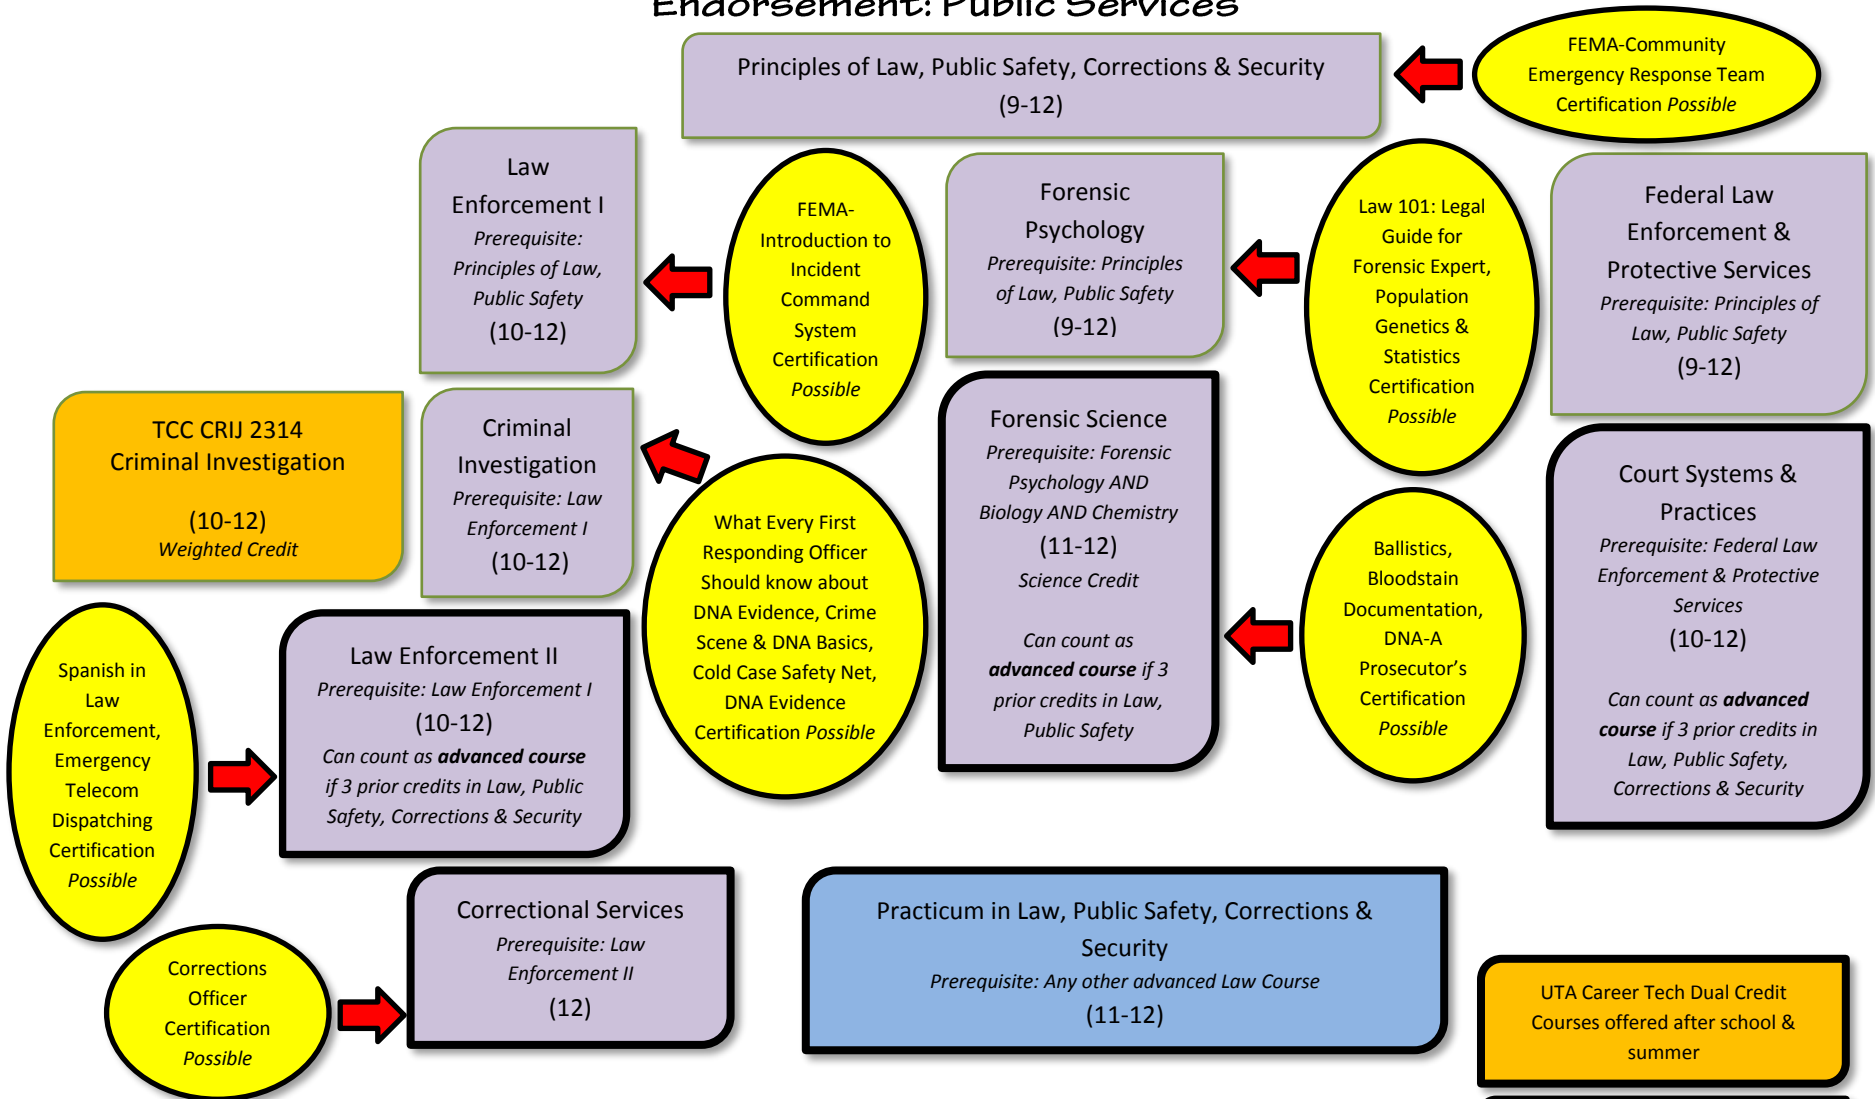 Endorsement: Public Services
Principles of Law, Public Safety, Corrections & Security
(9-12)
FEMA-Community
Emergency Response Team
Certification Possible
Law
Enforcement I
Prerequisite:
Principles of Law,
Public Safety
(10-12)
FEMA-
Introduction to
Incident
Command
System
Certification
Possible
Forensic
Psychology
Prerequisite: Principles
of Law, Public Safety
(9-12)
Law 101: Legal
Guide for
Forensic Expert,
Population
Genetics &
Statistics
Certification
Possible
Federal Law
Enforcement &
Protective Services
Prerequisite: Principles of
Law, Public Safety
(9-12)
TCC CRIJ 2314
Criminal Investigation
(10-12)
Weighted Credit
Criminal
Investigation
Prerequisite: Law
Enforcement I
(10-12)
What Every First
Responding Officer
Should know about
DNA Evidence, Crime
Scene & DNA Basics,
Cold Case Safety Net,
DNA Evidence
Certification Possible
Forensic Science
Prerequisite: Forensic
Psychology AND
Biology AND Chemistry
(11-12)
Science Credit
Can count as
advanced course if 3
prior credits in Law,
Public Safety
Ballistics,
Bloodstain
Documentation,
DNA-A
Prosecutor's
Certification
Possible
Court Systems &
Practices
Prerequisite: Federal Law
Enforcement & Protective
Services
(10-12)
Can count as advanced
course if 3 prior credits in
Law, Public Safety,
Corrections & Security
Spanish in
Law
Enforcement,
Emergency
Telecom
Dispatching
Certification
Possible
Law Enforcement II
Prerequisite: Law Enforcement I
(10-12)
Can count as advanced course
if 3 prior credits in Law, Public
Safety, Corrections & Security
Corrections
Officer
Certification
Possible
Correctional Services
Prerequisite: Law
Enforcement II
(12)
Practicum in Law, Public Safety, Corrections &
Security
Prerequisite: Any other advanced Law Course
(11-12)
UTA Career Tech Dual Credit
Courses offered after school &
summer